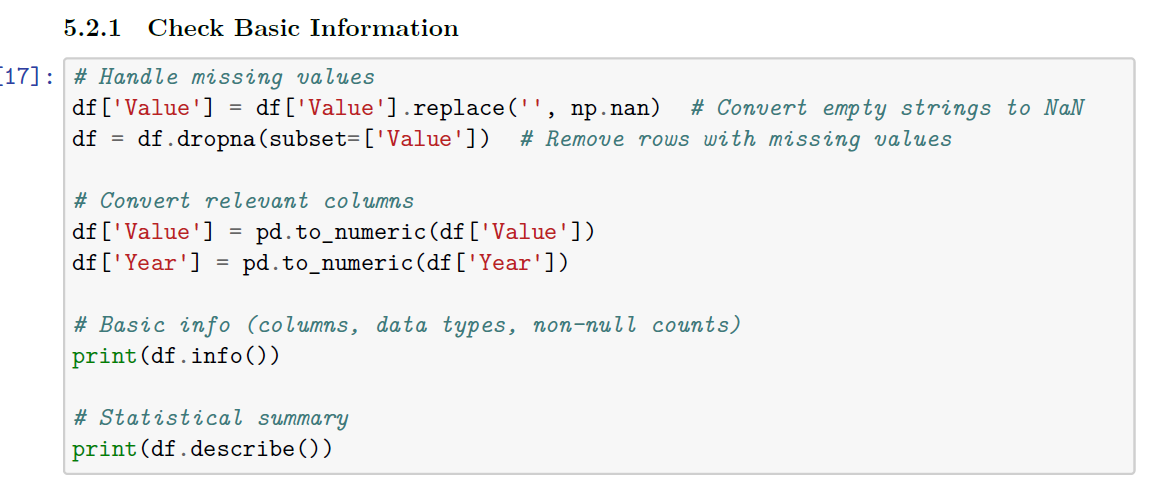 5.2.1 Check Basic Information
[17]: # Handle missing values
df['Value'] = df['Value'].replace('', np.nan) # Convert empty strings to NaN
df = df.dropna(subset=['Value']) # Remove rows with missing values
# Convert relevant columns
df['Value'] = pd.to_numeric(df['Value'])
df['Year'] = pd.to_numeric(df['Year'])
# Basic info (columns, data types, non-null counts)
print(df.info())
# Statistical summary
print(df.describe())